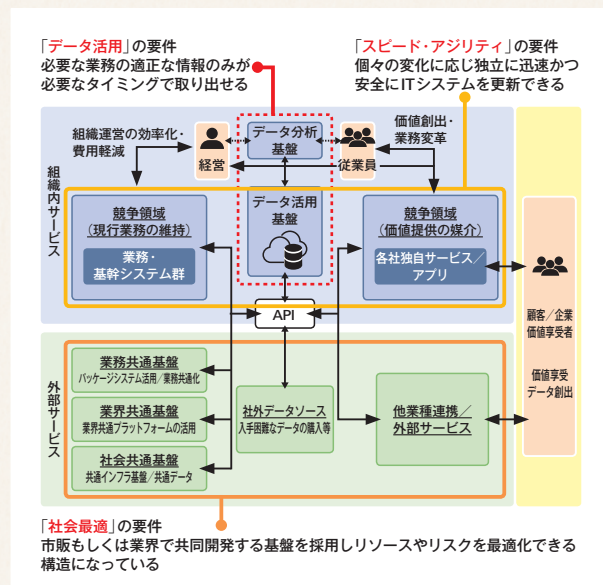 「データ活用」の要件
必要な業務の適正な情報のみが
必要なタイミングで取り出せる
「スピード・アジリティ」の要件
個々の変化に応じ独立に迅速かつ
安全にITシステムを更新できる
組織内サービス
組織運営の効率化・
費用軽減
経営
データ分析
基盤
従業員
価値創出・
業務変革
競争領域
(現行業務の維持)
業務・
基幹システム群
データ活用
基盤
競争領域
(価値提供の媒介)
各社独自サービス/
アプリ
API
顧客/企業
価値享受者
価値享受
データ創出
外部サービス
業務共通基盤
パッケージシステム活用/業務共通化
業界共通基盤
業界共通プラットフォームの活用
社会共通基盤
共通インフラ基盤/共通データ
社外データソース
入手困難なデータの購入等
他業種連携/
外部サービス
「社会最適」の要件
市販もしくは業界で共同開発する基盤を採用しリソースやリスクを最適化できる
構造になっている